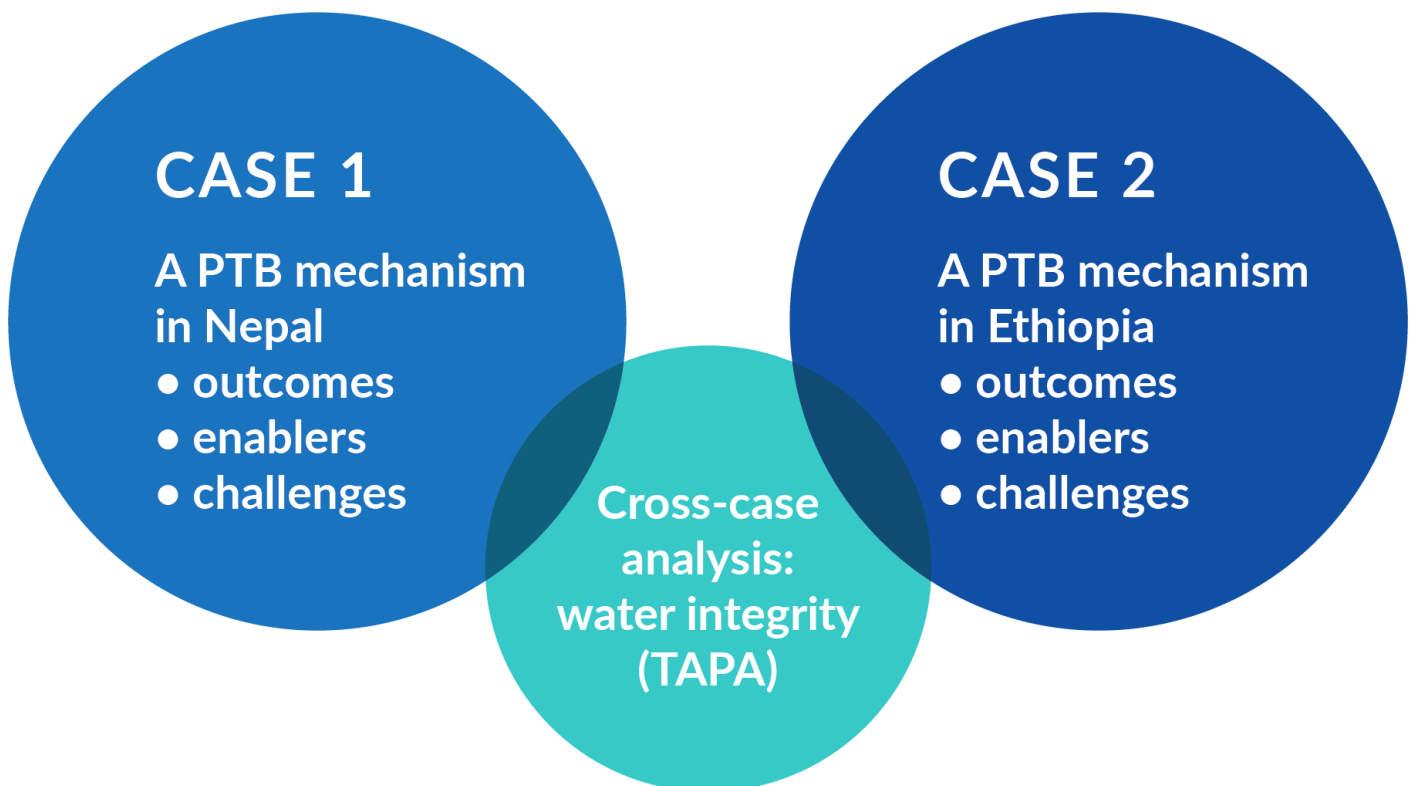 CASE 1
A PTB mechanism
in Nepal
● outcomes
● enablers
● challenges
CASE 2
A PTB mechanism
in Ethiopia
● outcomes
● enablers
● challenges
Cross-case
analysis:
water integrity
(TAPA)